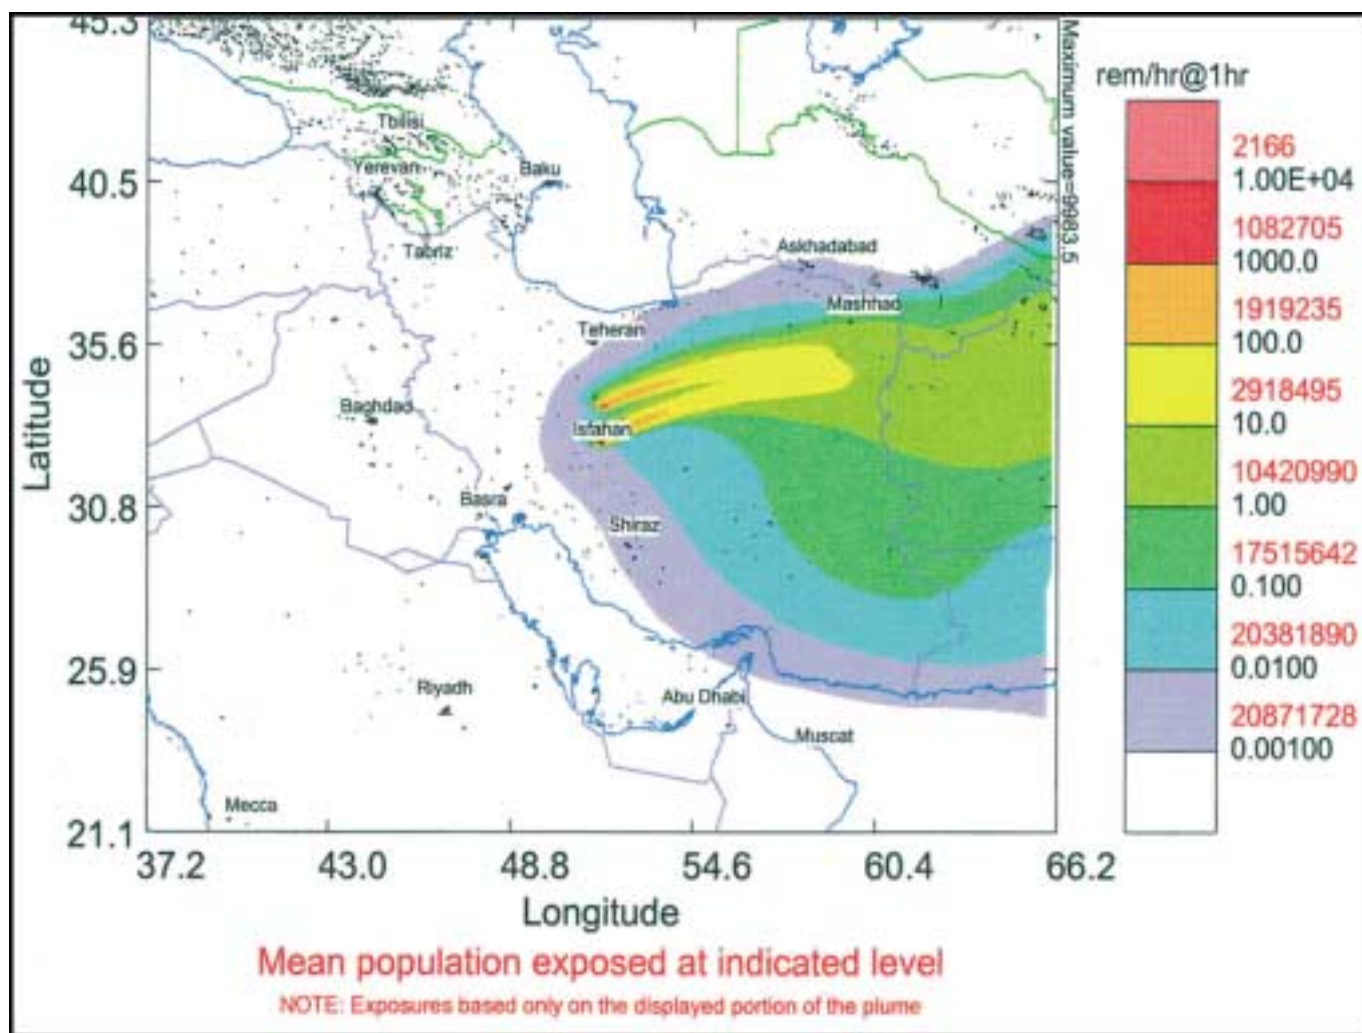 45.3
40.5
35.6
30.8
25.9
21.1
Latitude
37.2 43.0 48.8 54.6 60.4 66.2
Longitude
Tbilisi
Yerevan
Baku
Tabriz
Askhadabad
Mashhad
Teheran
Baghdad
Isfahan
Basra
Shiraz
Riyadh
Abu Dhabi
Muscat
Mecca
Maximum value=9983.5
rem/hr@1hr
2166
1.00E+04
1082705
1000.0
1919235
100.0
2918495
10.0
10420990
1.00
17515642
0.100
20381890
0.0100
20871728
0.00100
Mean population exposed at indicated level
NOTE: Exposures based only on the displayed portion of the plume